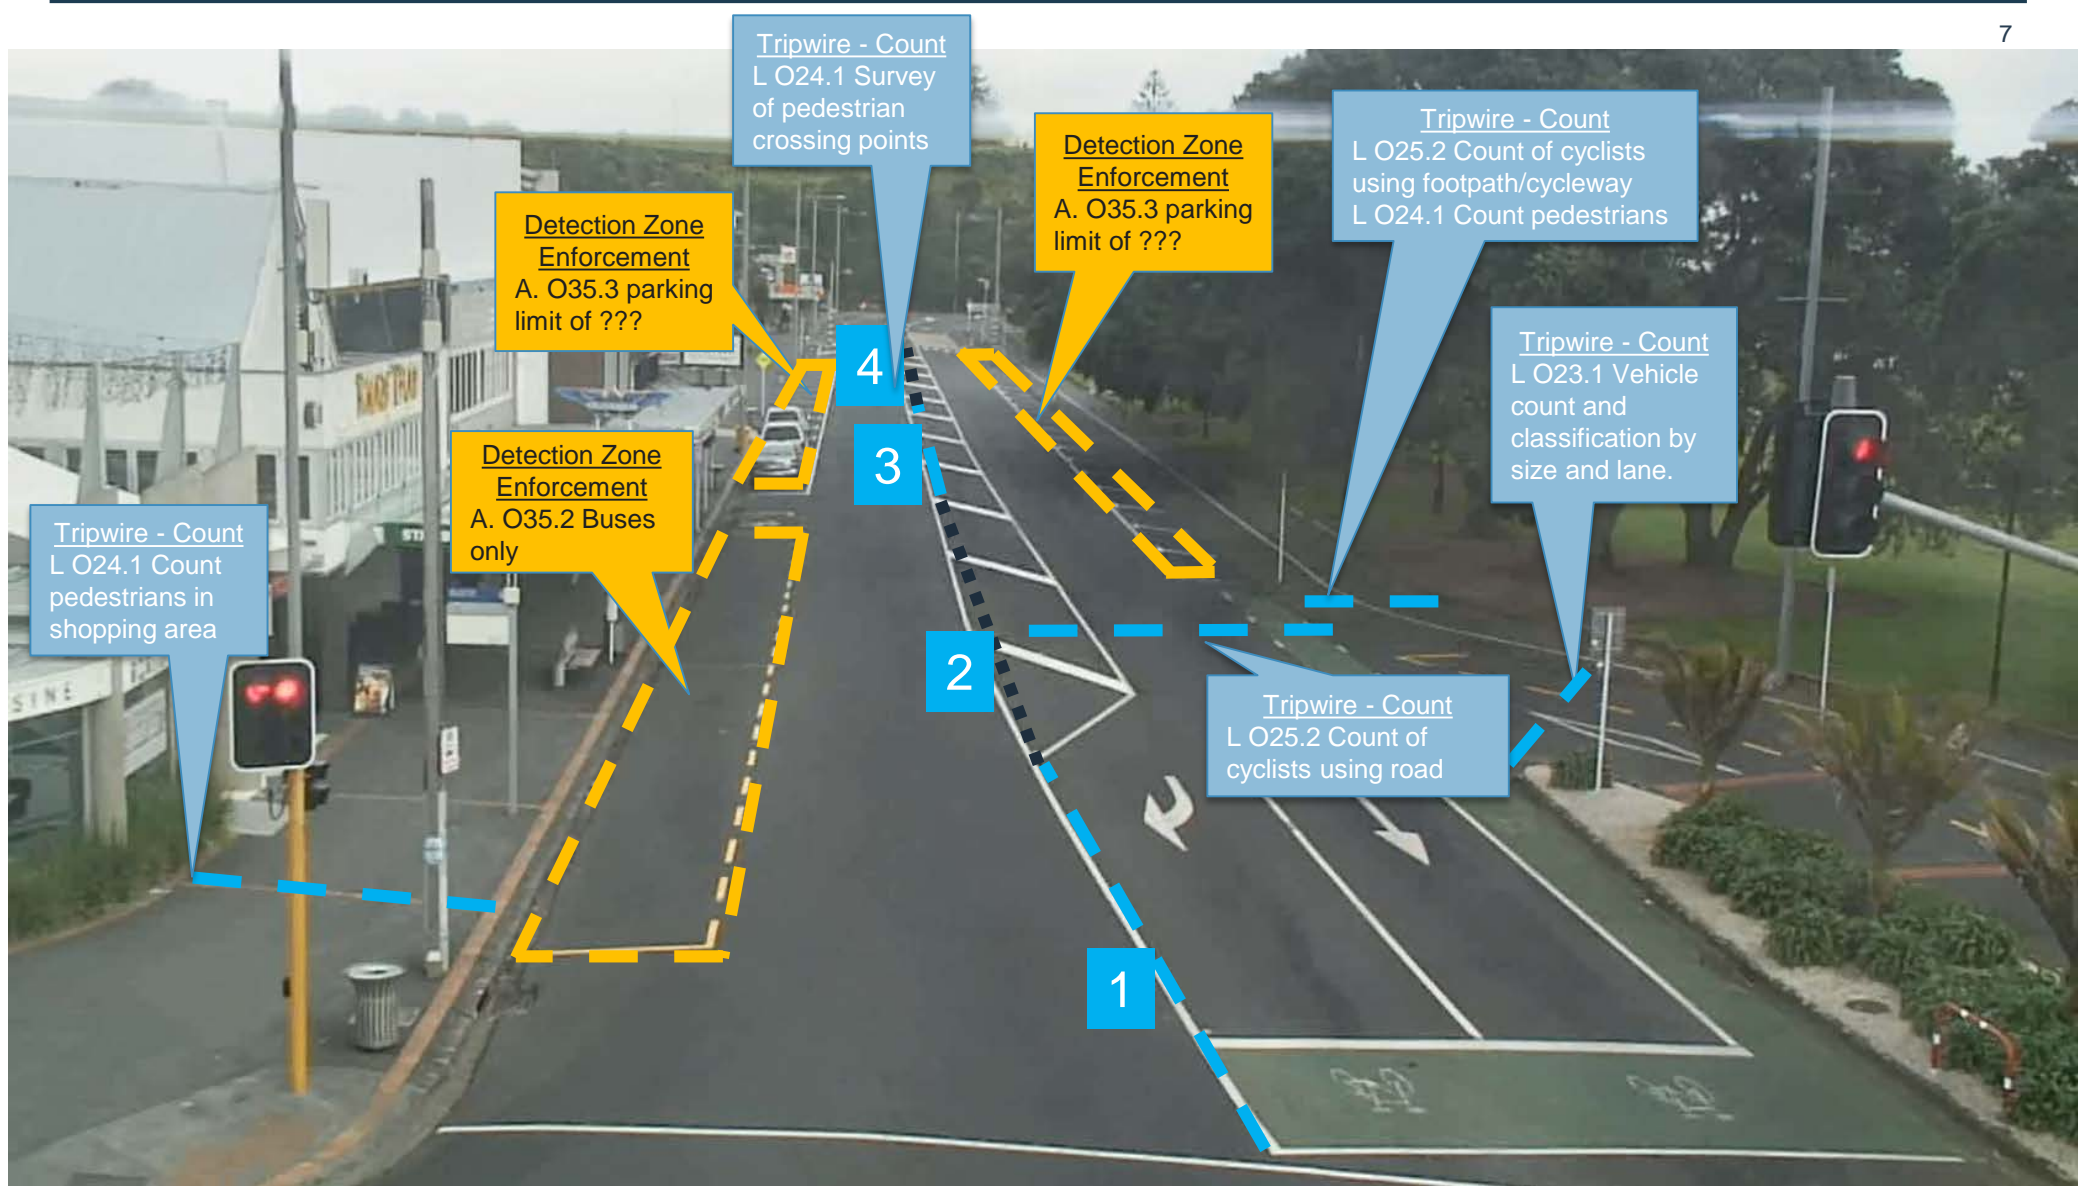 7
Tripwire - Count
L O24.1 Survey
of pedestrian
crossing points
Detection Zone
Enforcement
A. O35.3 parking
limit of ???
Tripwire - Count
L O25.2 Count of cyclists
using footpath/cycleway
L O24.1 Count pedestrians
Detection Zone
Enforcement
A. O35.3 parking
limit of ???
Tripwire - Count
L O23.1 Vehicle
count and
classification by
size and lane.
4
3
Detection Zone
Enforcement
A. O35.2 Buses
only
Tripwire - Count
L O24.1 Count
pedestrians in
shopping area
2
Tripwire - Count
L O25.2 Count of
cyclists using road
1
SINE